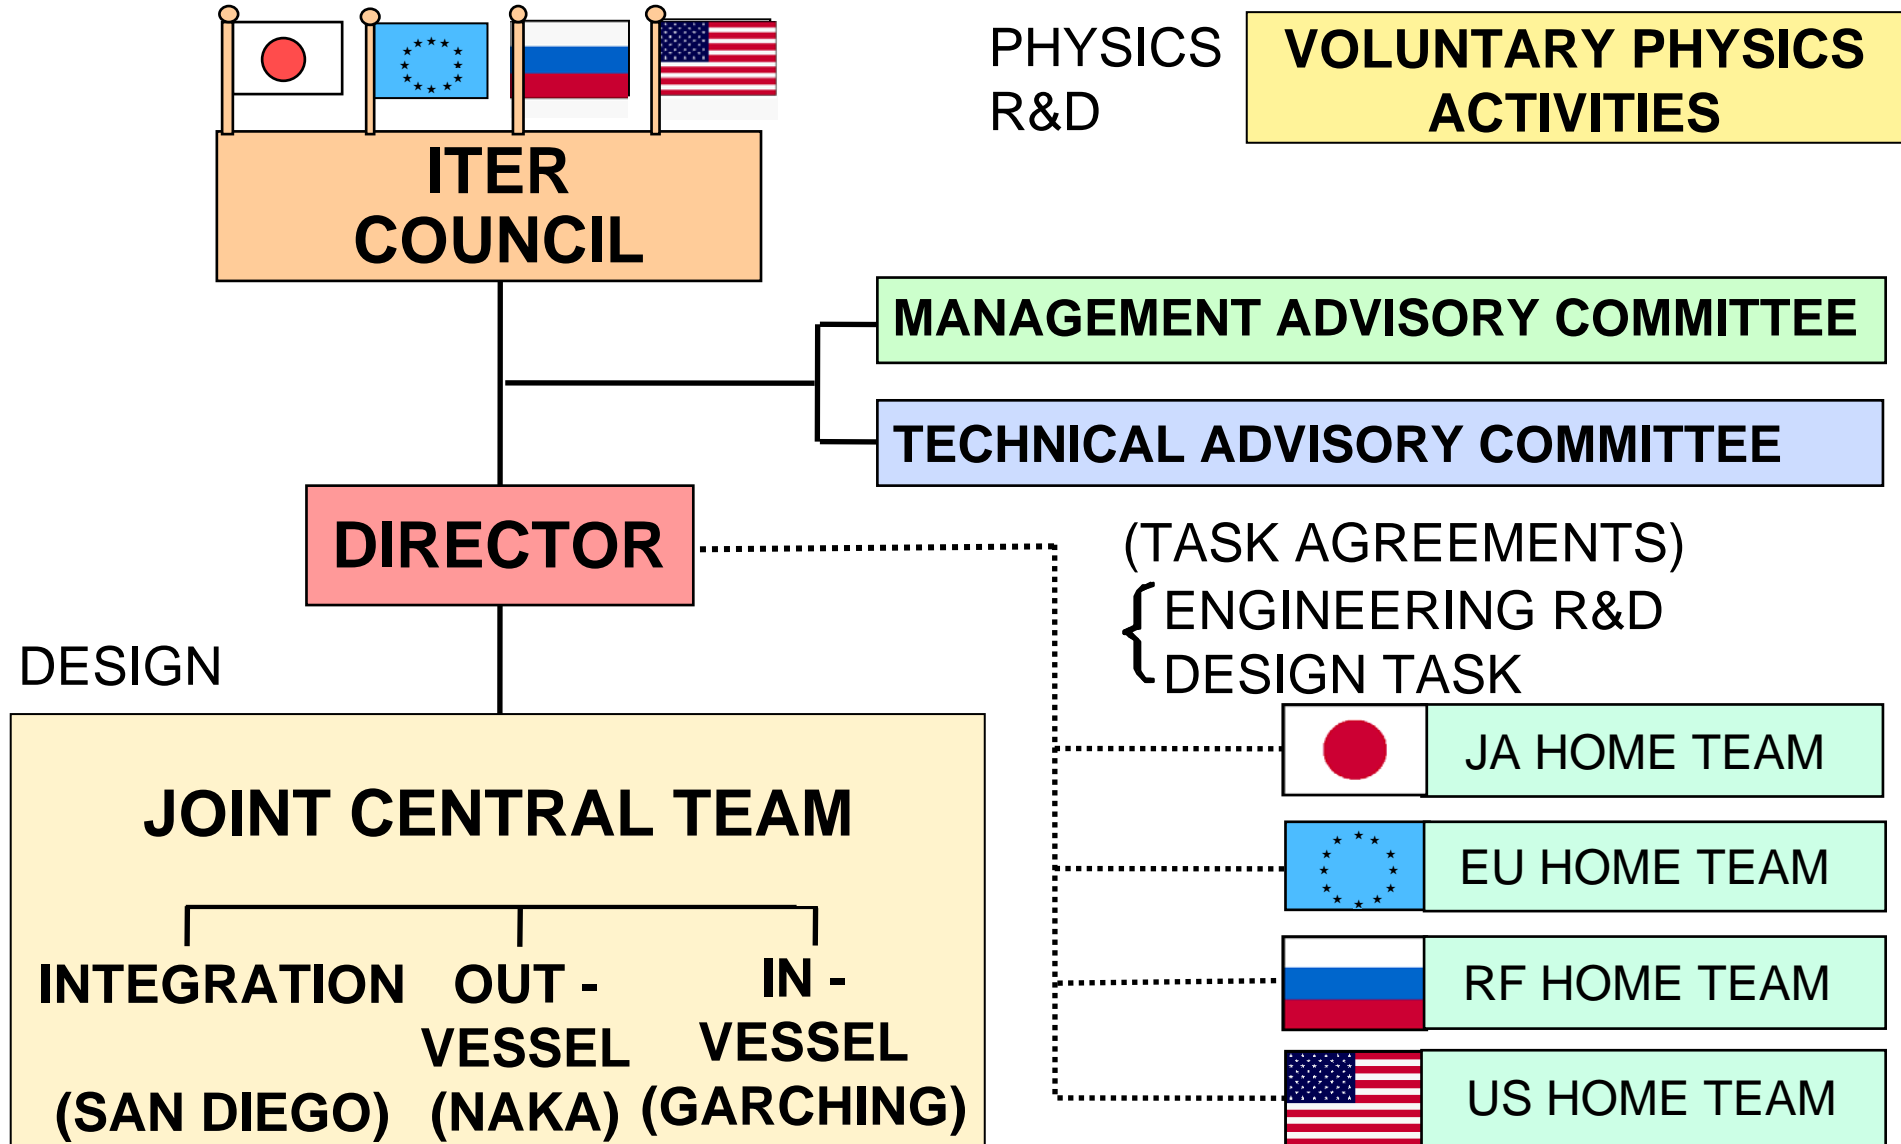 PHYSICS
R&D
VOLUNTARY PHYSICS
ACTIVITIES
ITER
COUNCIL
MANAGEMENT ADVISORY COMMITTEE
TECHNICAL ADVISORY COMMITTEE
DIRECTOR
(TASK AGREEMENTS)
ENGINEERING R&D
DESIGN TASK
DESIGN
JOINT CENTRAL TEAM
INTEGRATION
(SAN DIEGO)
OUT -
VESSEL
(NAKA)
IN -
VESSEL
(GARCHING)
JA HOME TEAM
EU HOME TEAM
RF HOME TEAM
US HOME TEAM